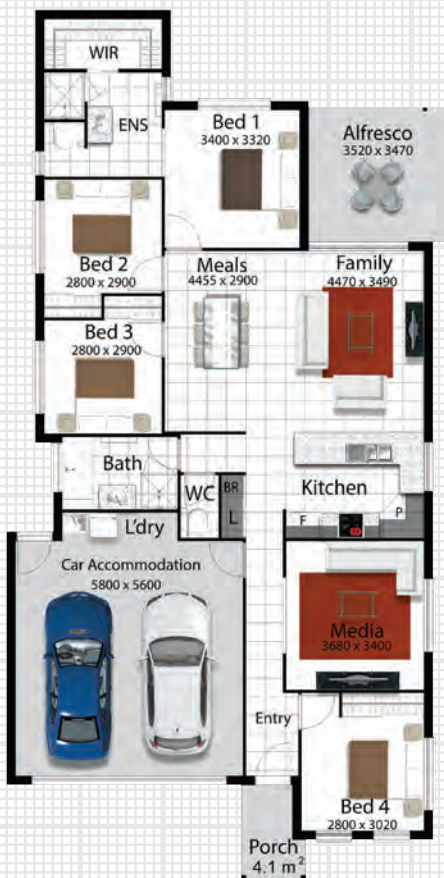 WIR
ENS
Bed 1
3400 x 3320
Alfresco
3520 x 3470
Bed 2
2800 x 2900
Meals
4455 x 2900
Family
4470 x 3490
Bed 3
2800 x 2900
Bath
WC
BR
L
Kitchen
F
P
L'dry
Car Accommodation
5800 x 5600
Media
3680 x 3400
Entry
Bed 4
2800 x 3020
Porch
4.1 m²